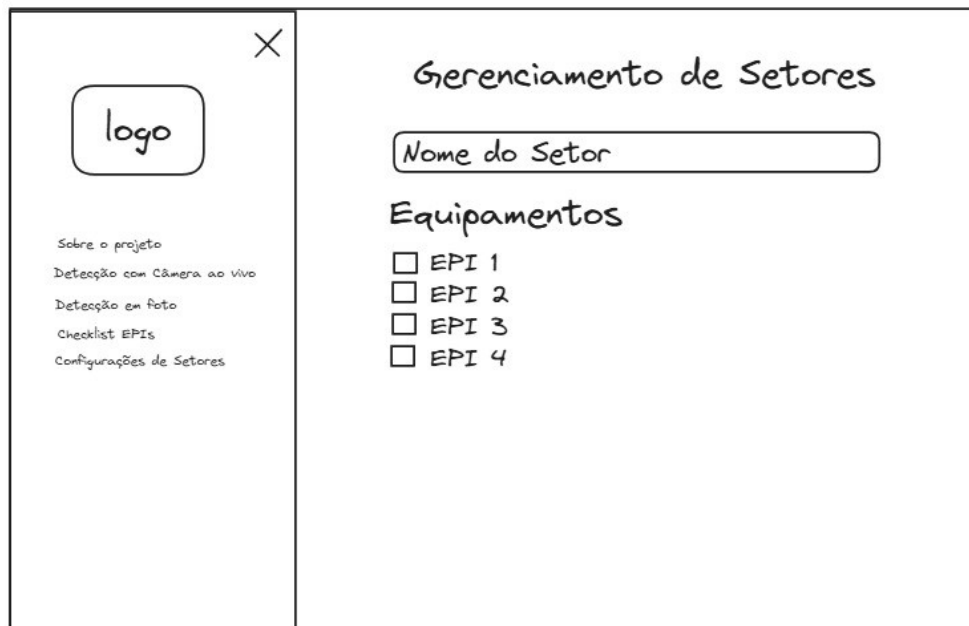 logo
Sobre o projeto
Detecção com Câmera ao vivo
Detecção em foto
Checklist EPIs
Configurações de Setores
Gerenciamento de Setores
Nome do Setor
Equipamentos
EPI 1
EPI 2
EPI 3
EPI 4